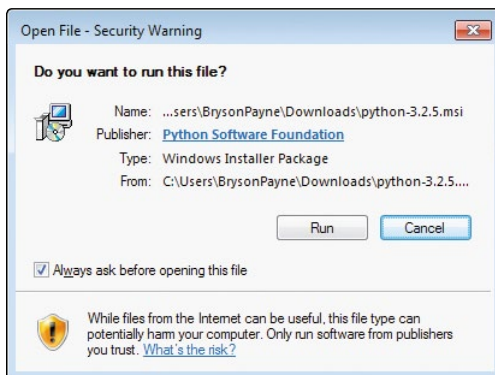 Open File - Security Warning
Do you want to run this file?
Name: ...sers\BrysonPayne\Downloads\python-3.2.5.msi
Publisher: Python Software Foundation
Type: Windows Installer Package
From: C:\Users\BrysonPayne\Downloads\python-3.2.5....
Run Cancel
Always ask before opening this file
While files from the Internet can be useful, this file type can
potentially harm your computer. Only run software from publishers
you trust. What's the risk?